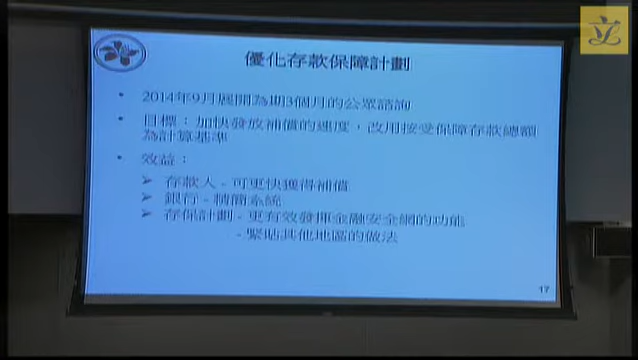 立
優化存款保障計劃
• 2014年9月展開為期3個月的公眾諮詢
• 目標：加快發放補償的速度，改用按受保障存款總額
為計算基準
• 效益：
➢ 存款人 - 可更快獲得補償
➢ 銀行 - 精簡系統
➢ 存保計劃 - 更有效發揮金融安全網的功能
- 緊貼其他地區的做法
17